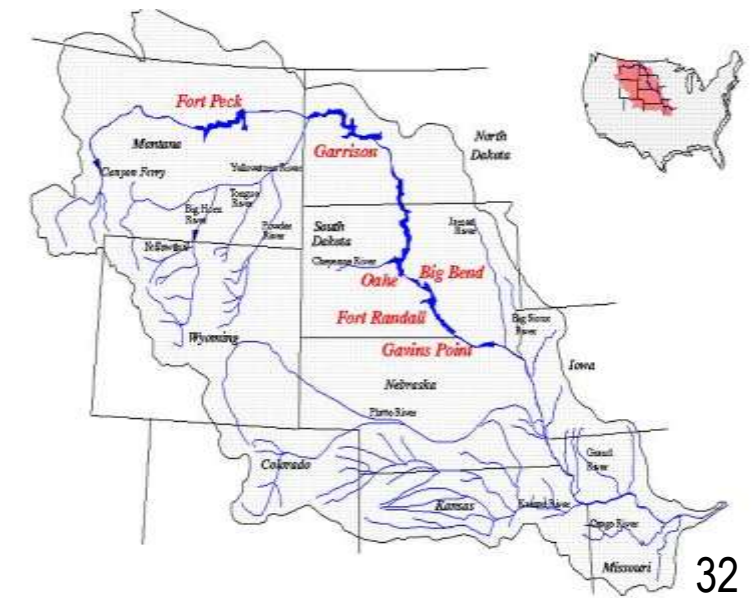 Fort Peck
Montana
Canyon Ferry
Garrison
North
Dakota
Yellowstone River
Tongue
River
Big Horn
River
Powder
River
Yellowtail
South
Dakota
James
River
Cheyenne River
Oahe
Big Bend
Fort Randall
Big Sioux
River
Wyoming
Gavins Point
Iowa
Nebraska
Platte River
Grand
River
Colorado
Kansas
Kansas River
Osage River
Missouri
32